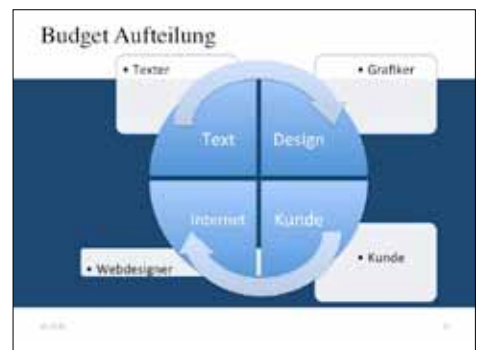 Budget Aufteilung
• Texter
• Grafiker
Text
Design
Internet
Kunde
• Webdesigner
• Kunde